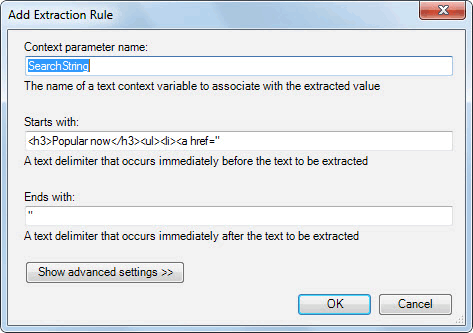 Add Extraction Rule
Context parameter name:
SearchString
The name of a text context variable to associate with the extracted value
Starts with:
<h3>Popular now</h3><ul><li><a href="
A text delimiter that occurs immediately before the text to be extracted
Ends with:
"
A text delimiter that occurs immediately after the text to be extracted
Show advanced settings >>
OK Cancel